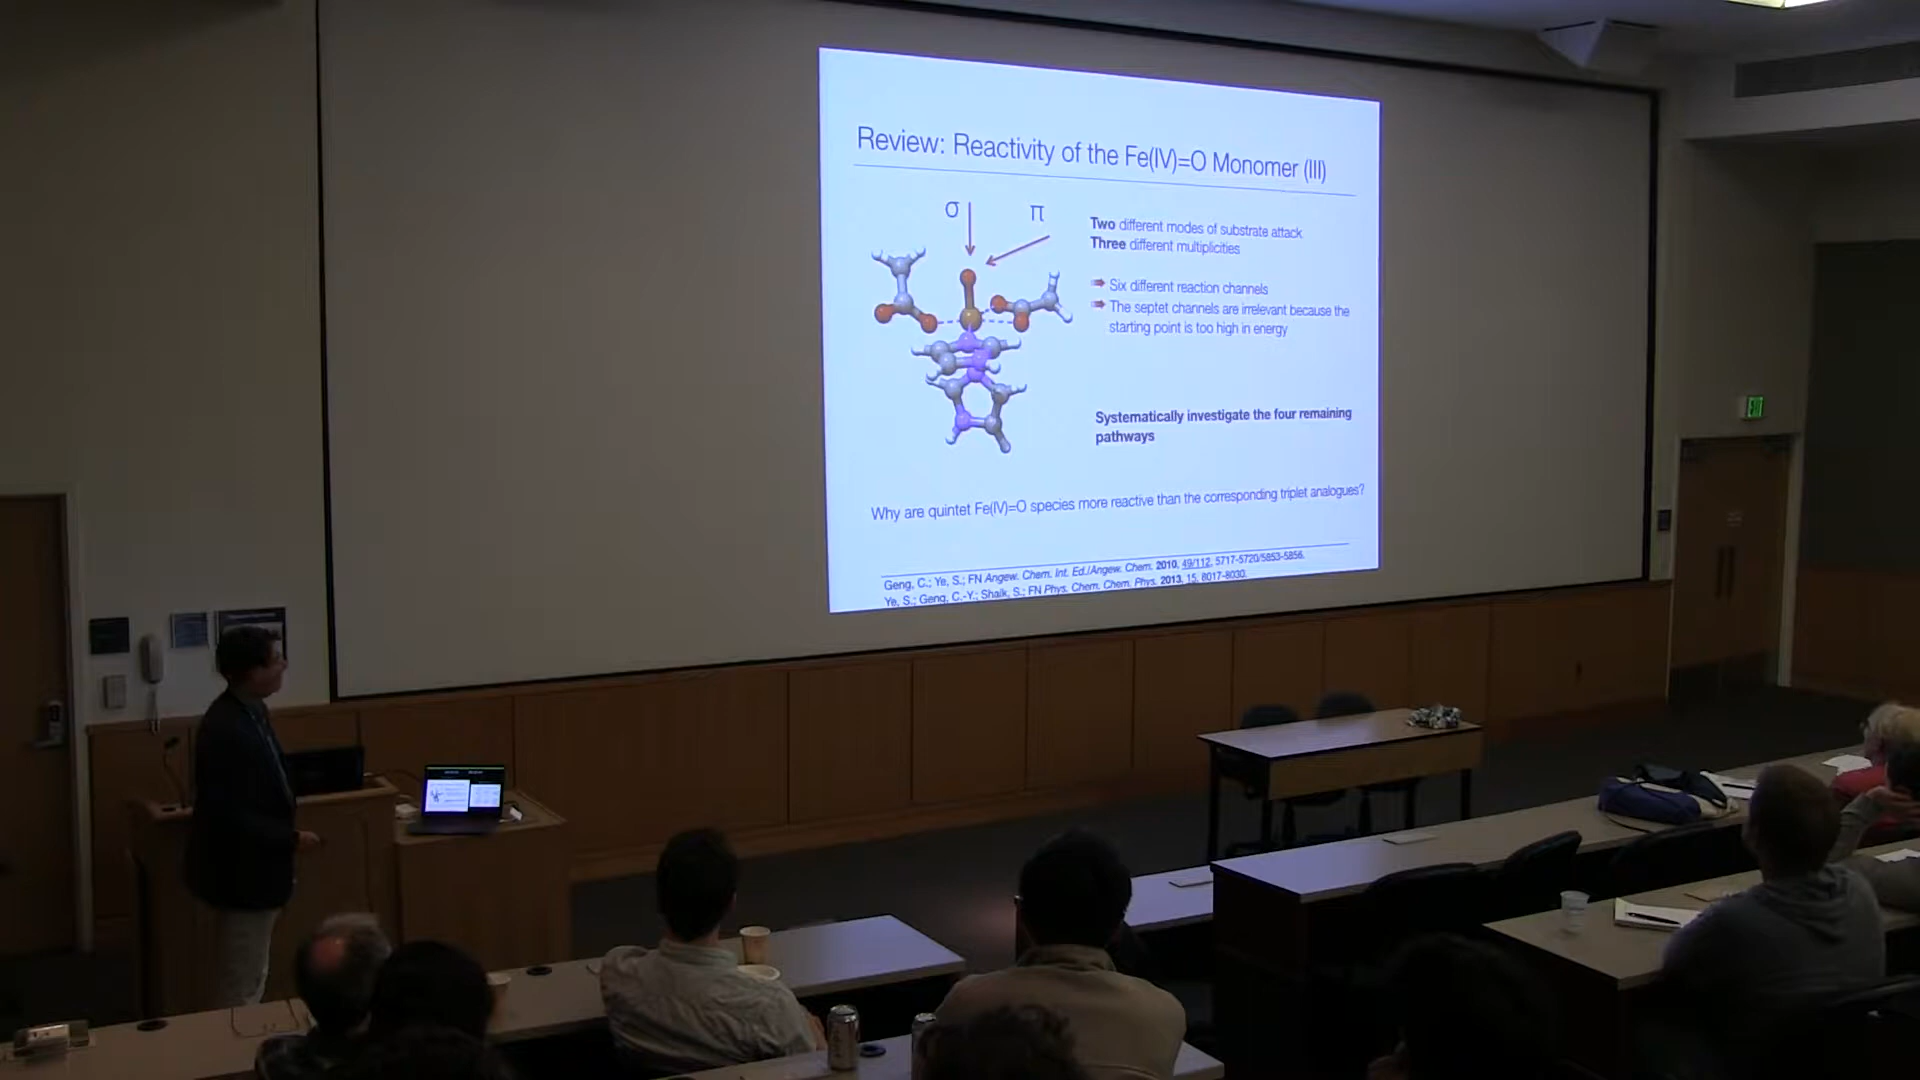 Review: Reactivity of the Fe(IV)=O Monomer (III)
σ
π
Two different modes of substrate attack
Three different multiplicities
Six different reaction channels
The septet channels are irrelevant because the
starting point is too high in energy
Systematically investigate the four remaining
pathways
Why are quintet Fe(IV)=O species more reactive than the corresponding triplet analogues?
Geng, C.; Ye, S.; FN Angew. Chem. Int. Ed./Angew. Chem. 2010, 49/112, 5717-5720/5853-5856.
Ye, S.; Geng, C.-Y.; Shaik, S.; FN Phys. Chem. Chem. Phys. 2013, 15, 8017-8030.
EXIT